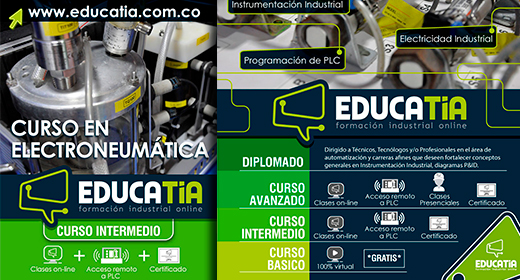 www.educatia.com.co
CURSO EN
ELECTRONEUMÁTICA
EDUCATiA
formación industrial online
CURSO INTERMEDIO
Clases on-line
+
Acceso remoto
a PLC
+
Certificado
Instrumentación Industrial
Electricidad Industrial
Programación de PLC
EDUCATiA
formación industrial online
DIPLOMADO
Dirigido a Técnicos, Tecnólogos y/o Profesionales en el área de
automatización y carreras afines que deseen fortalecer conceptos
generales en Instrumentación Industrial, diagramas P&ID.
CURSO
AVANZADO
Clases on-line
Acceso remoto
a PLC
Clases
Presenciales
Certificado
CURSO
INTERMEDIO
Clases on-line
Acceso remoto
a PLC
Certificado
CURSO
BASICO
100% virtual
*GRATIS*
EDUCATiA